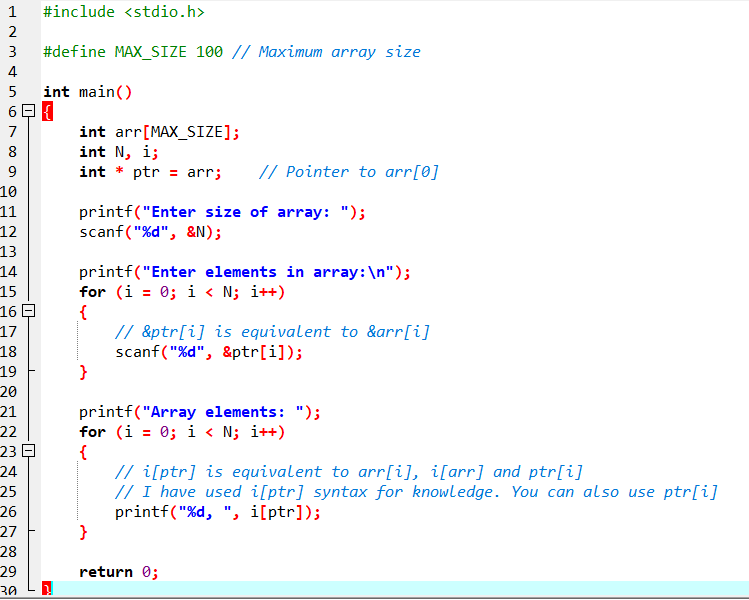 1 #include <stdio.h>
2
3 #define MAX_SIZE 100 // Maximum array size
4
5 int main()
6 {
7 int arr[MAX_SIZE];
8 int N, i;
9 int * ptr = arr; // Pointer to arr[0]
10
11 printf("Enter size of array: ");
12 scanf("%d", &N);
13
14 printf("Enter elements in array:\n");
15 for (i = 0; i < N; i++)
16 {
17 // &ptr[i] is equivalent to &arr[i]
18 scanf("%d", &ptr[i]);
19 }
20
21 printf("Array elements: ");
22 for (i = 0; i < N; i++)
23 {
24 // i[ptr] is equivalent to arr[i], i[arr] and ptr[i]
25 // I have used i[ptr] syntax for knowledge. You can also use ptr[i]
26 printf("%d, ", i[ptr]);
27 }
28
29 return 0;
30 }